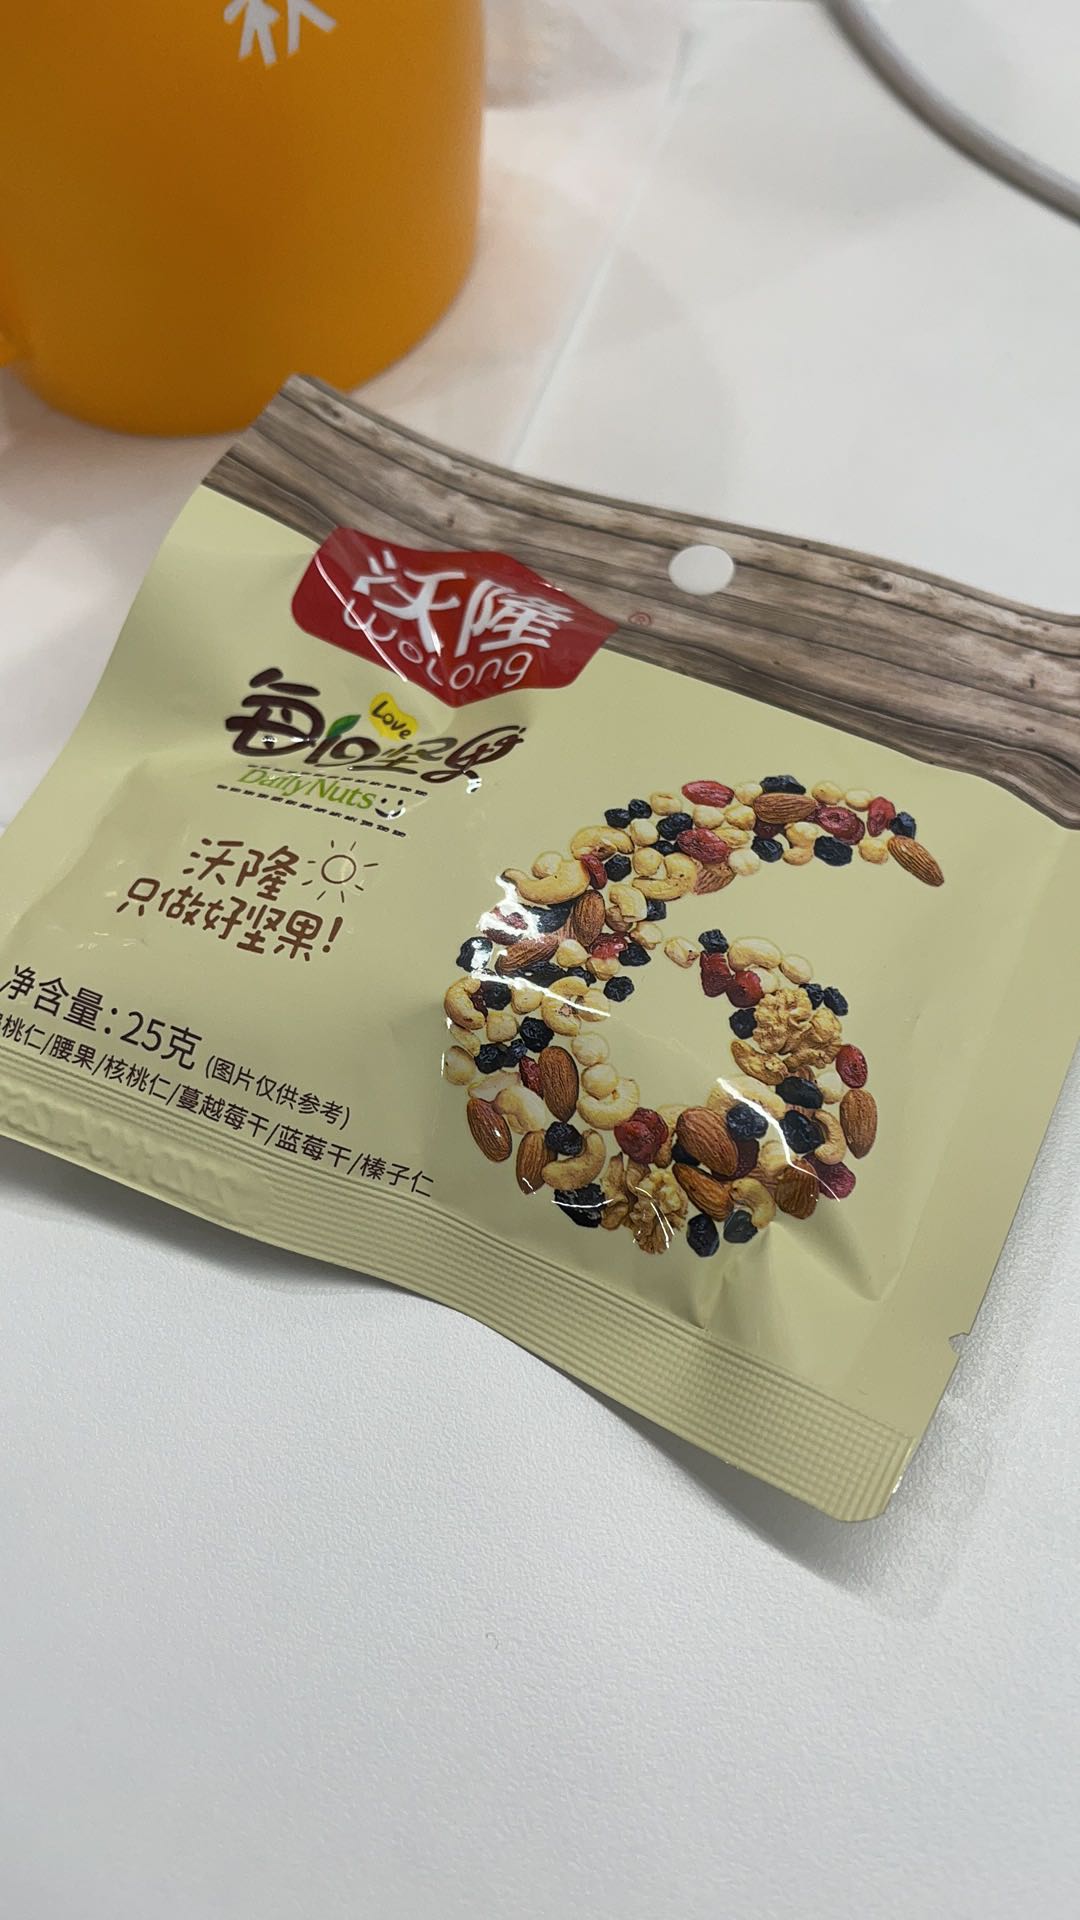 沃隆
®
wolong
每日坚果
Love
Daily Nuts
沃隆
只做好坚果!
净含量:25克
(图片仅供参考)
桃仁/腰果/核桃仁/蔓越莓干/蓝莓干/榛子仁